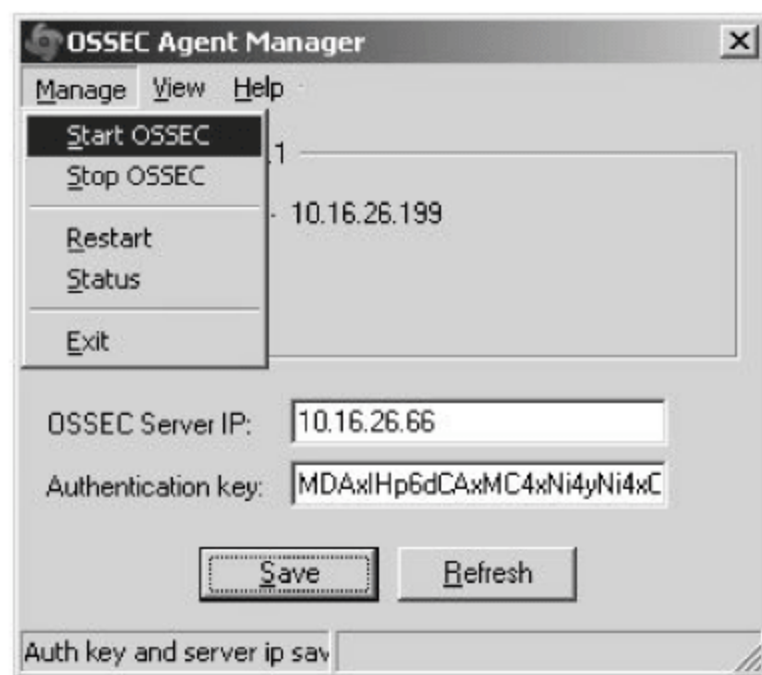 OSSEC Agent Manager
Manage View Help
Start OSSEC
Stop OSSEC
Restart
Status
Exit
.1
- 10.16.26.199
OSSEC Server IP: 10.16.26.66
Authentication key: MDAxIHp6dCAxMC4xNi4yNi4xC
Save Refresh
Auth key and server ip sav